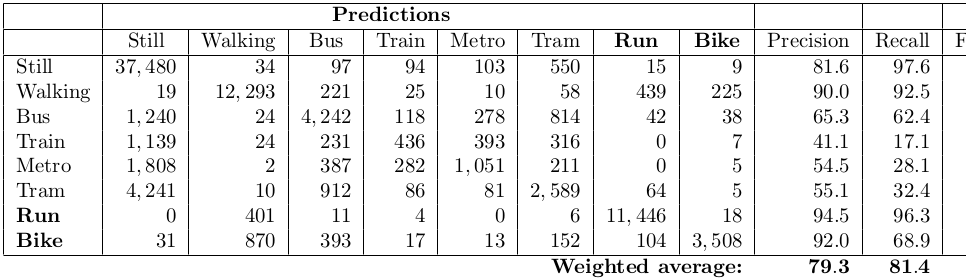 Predictions
Still Walking Bus Train Metro Tram Run Bike Precision Recall F
Still 37,480 34 97 94 103 550 15 9 81.6 97.6
Walking 19 12,293 221 25 10 58 439 225 90.0 92.5
Bus 1,240 24 4,242 118 278 814 42 38 65.3 62.4
Train 1,139 24 231 436 393 316 0 7 41.1 17.1
Metro 1,808 2 387 282 1,051 211 0 5 54.5 28.1
Tram 4,241 10 912 86 81 2,589 64 5 55.1 32.4
Run 0 401 11 4 0 6 11,446 18 94.5 96.3
Bike 31 870 393 17 13 152 104 3,508 92.0 68.9
Weighted average: 79.3 81.4